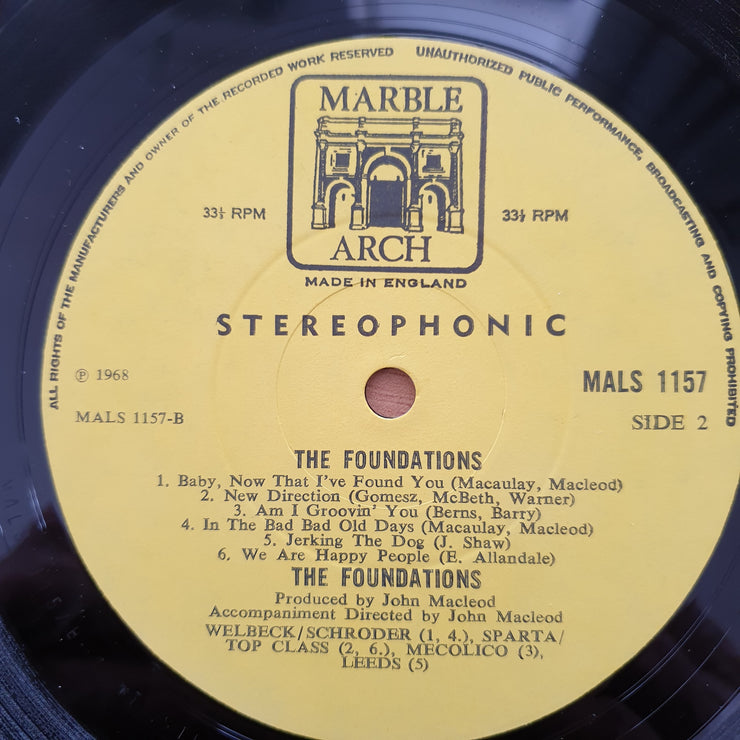 ALL RIGHTS OF THE MANUFACTURERS AND OWNER OF THE RECORDED WORK RESERVED
UNAUTHORIZED PUBLIC PERFORMANCE, BROADCASTING AND COPYING PROHIBITED
MARBLE
ARCH
33⅓ RPM
33⅓ RPM
MADE IN ENGLAND
STEREOPHONIC
℗ 1968
MALS 1157
MALS 1157-B
SIDE 2
THE FOUNDATIONS
1. Baby, Now That I've Found You (Macaulay, Macleod)
2. New Direction (Gomesz, McBeth, Warner)
3. Am I Groovin' You (Berns, Barry)
4. In The Bad Bad Old Days (Macaulay, Macleod)
5. Jerking The Dog (J. Shaw)
6. We Are Happy People (E. Allandale)
THE FOUNDATIONS
Produced by John Macleod
Accompaniment Directed by John Macleod
WELBECK/SCHRODER (1, 4.), SPARTA/
TOP CLASS (2, 6.), MECOLICO (3),
LEEDS (5)